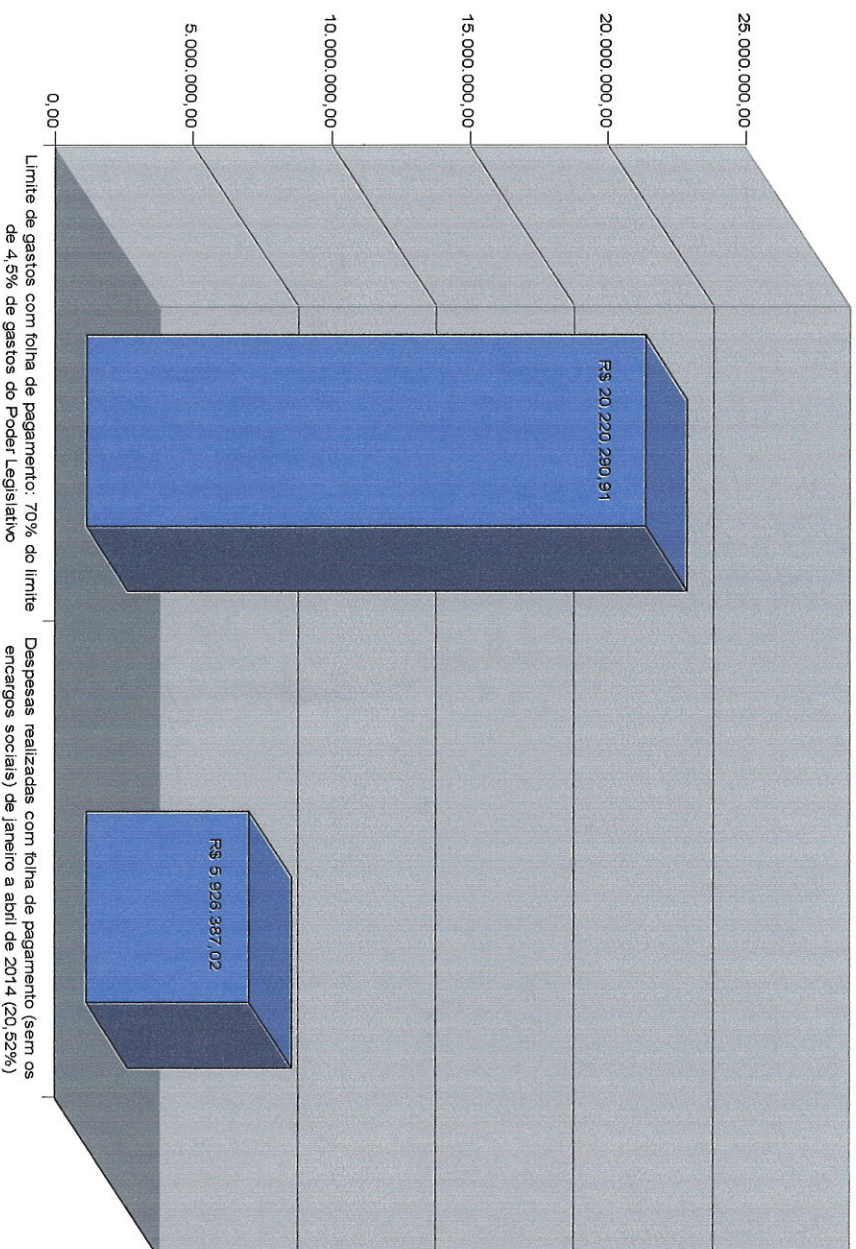 25.000.000,00
20.000.000,00
15.000.000,00
10.000.000,00
5.000.000,00
0,00
R$ 20.220.290,91
R$ 5.926.387,02
Limite de gastos com folha de pagamento: 70% do limite
de 4,5% de gastos do Poder Legislativo
Despesas realizadas com folha de pagamento (sem os
encargos sociais) de janeiro a abril de 2014 (20,52%)